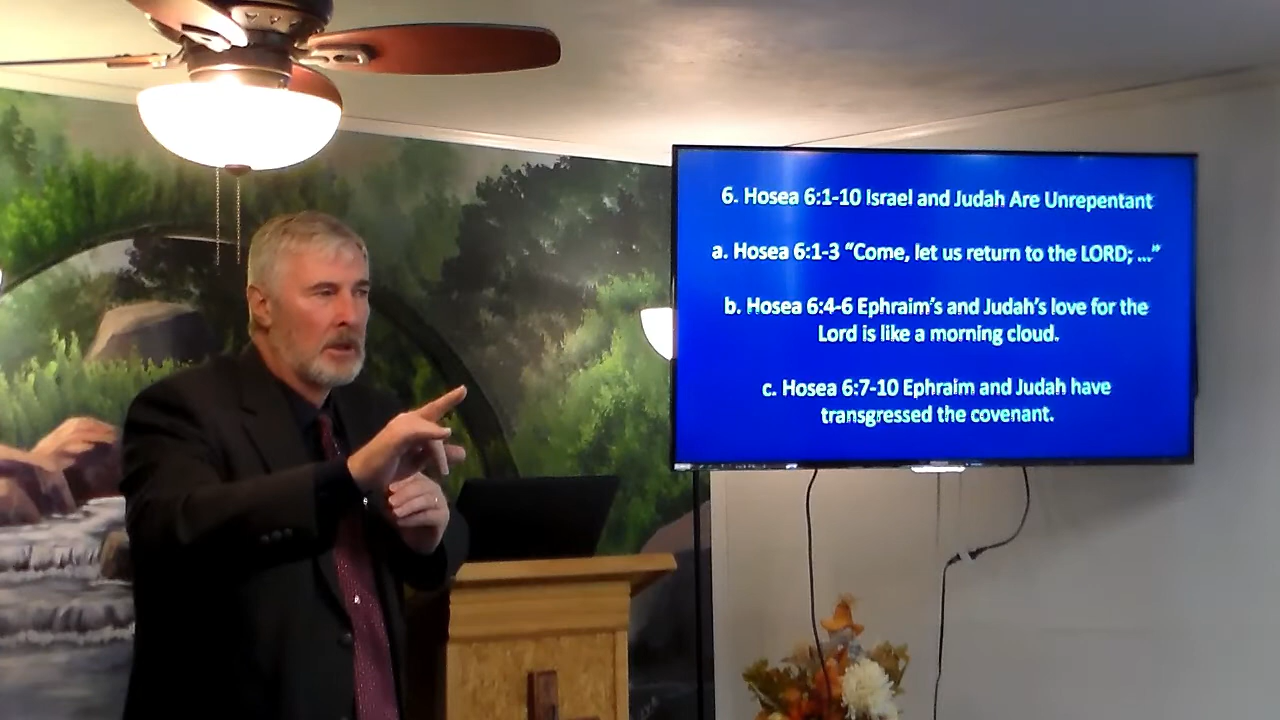 6. Hosea 6:1-10 Israel and Judah Are Unrepentant
a. Hosea 6:1-3 “Come, let us return to the LORD; ...”
b. Hosea 6:4-6 Ephraim’s and Judah’s love for the
Lord is like a morning cloud.
c. Hosea 6:7-10 Ephraim and Judah have
transgressed the covenant.